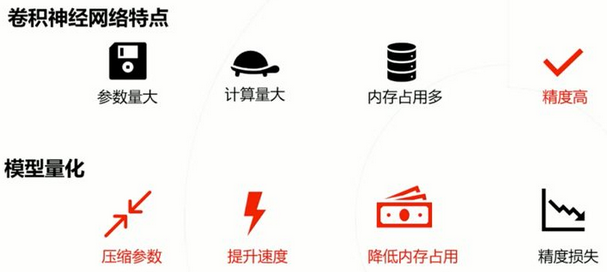 卷积神经网络特点
参数量大 计算量大 内存占用多 精度高
模型量化
压缩参数 提升速度 降低内存占用 精度损失